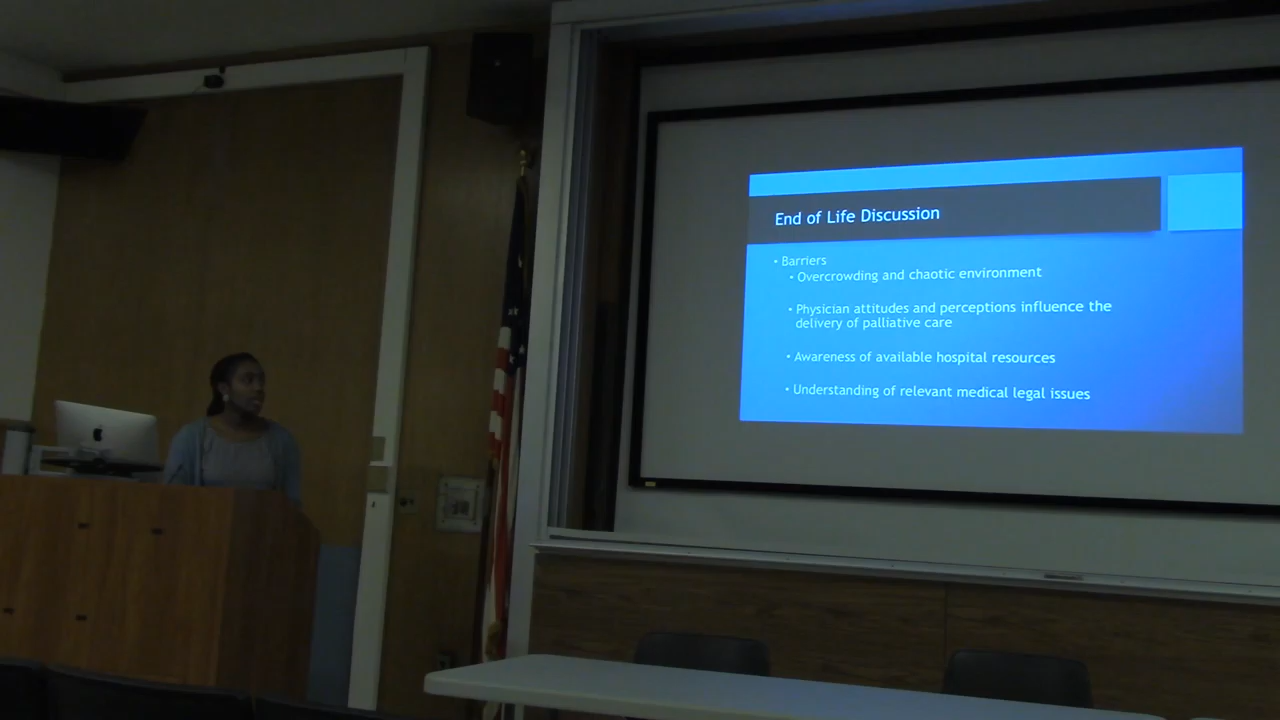 End of Life Discussion
• Barriers
• Overcrowding and chaotic environment
• Physician attitudes and perceptions influence the
delivery of palliative care
• Awareness of available hospital resources
• Understanding of relevant medical legal issues